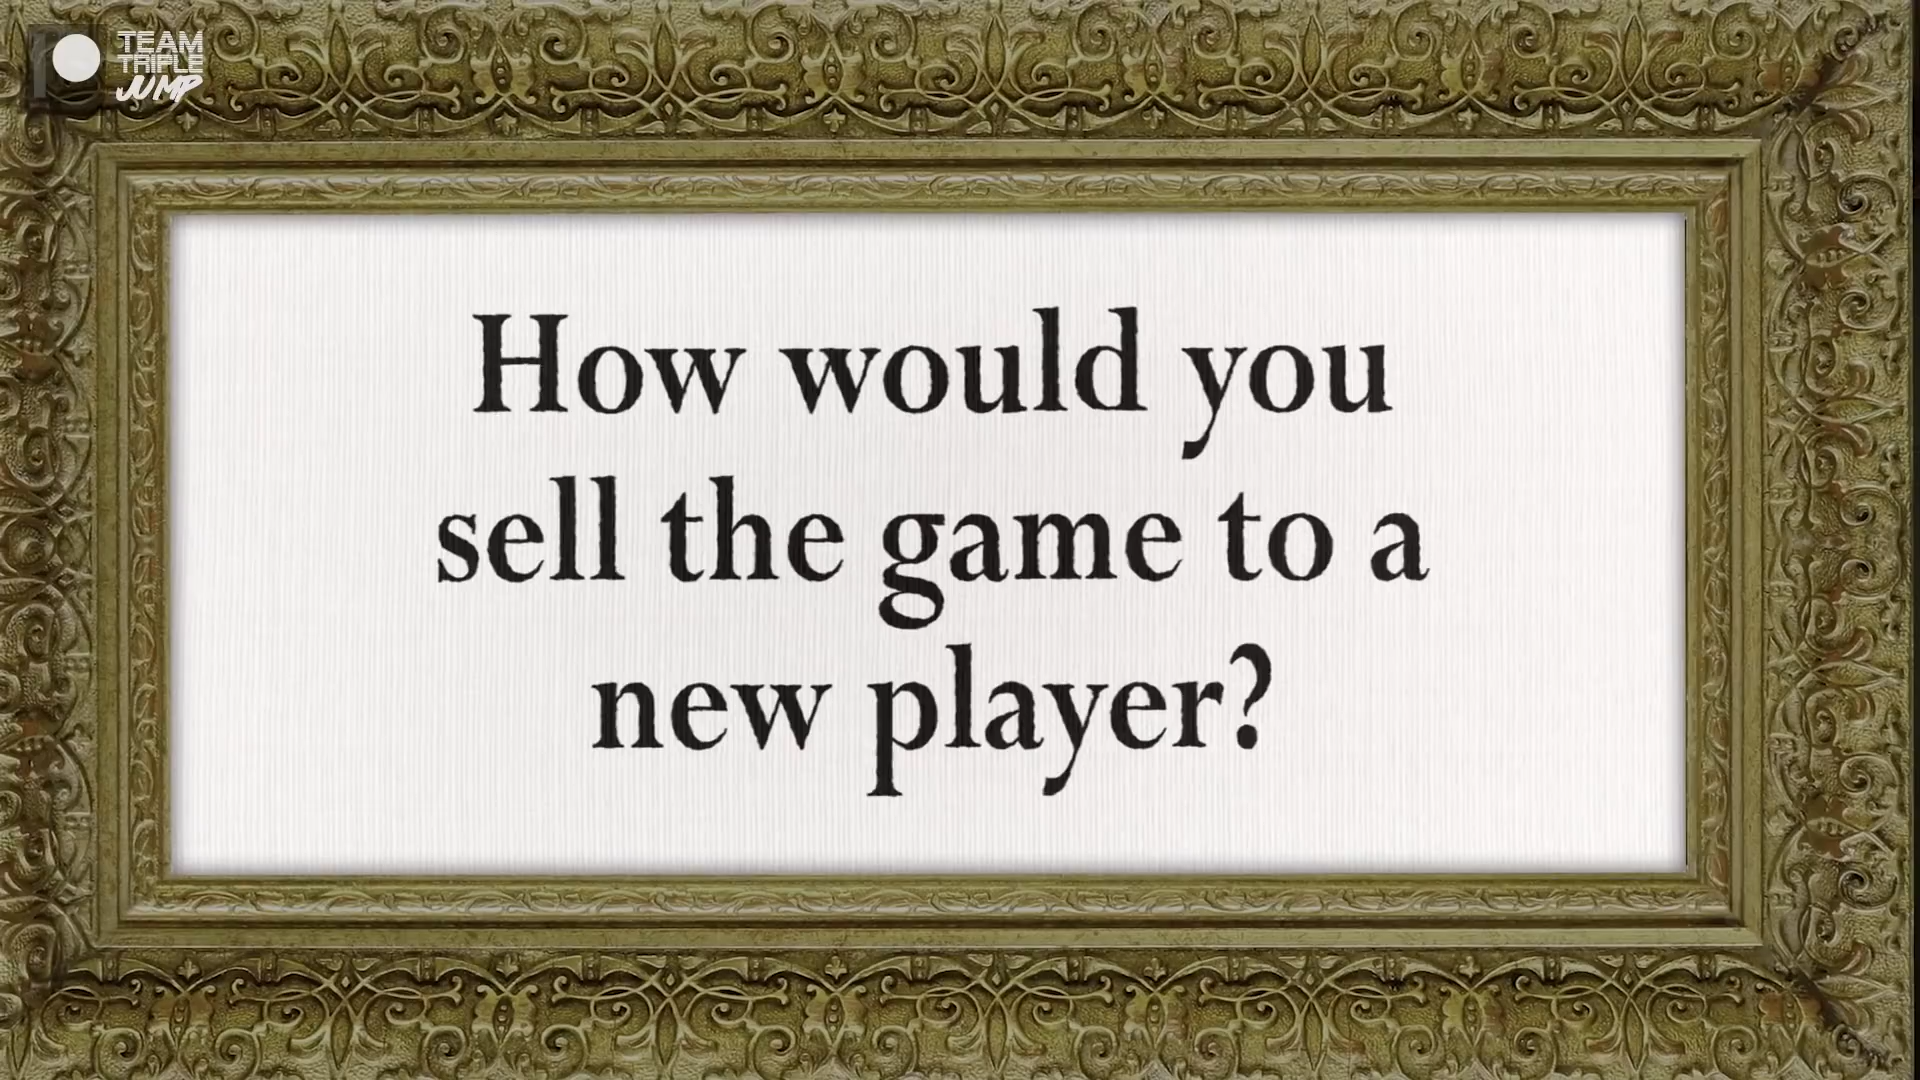 TEAM
TRIPLE
JUMP
How would you
sell the game to a
new player?